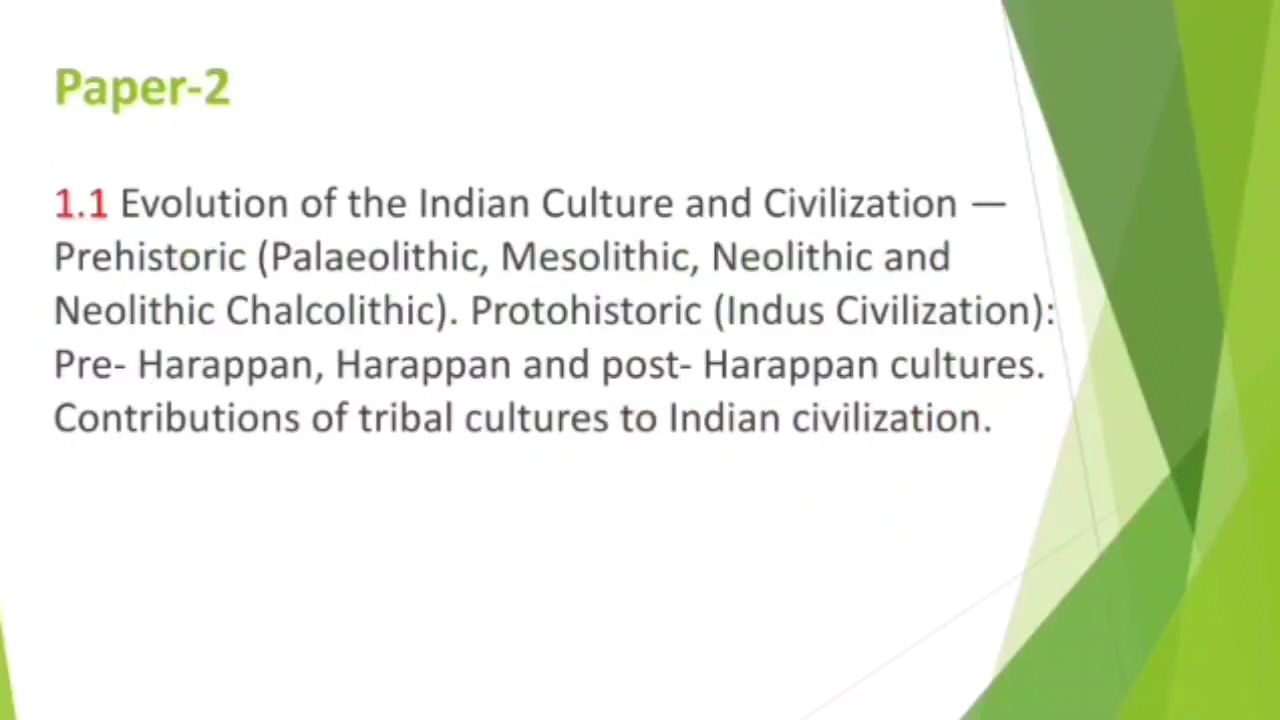 Paper-2
1.1 Evolution of the Indian Culture and Civilization —
Prehistoric (Palaeolithic, Mesolithic, Neolithic and
Neolithic Chalcolithic). Protohistoric (Indus Civilization):
Pre- Harappan, Harappan and post- Harappan cultures.
Contributions of tribal cultures to Indian civilization.